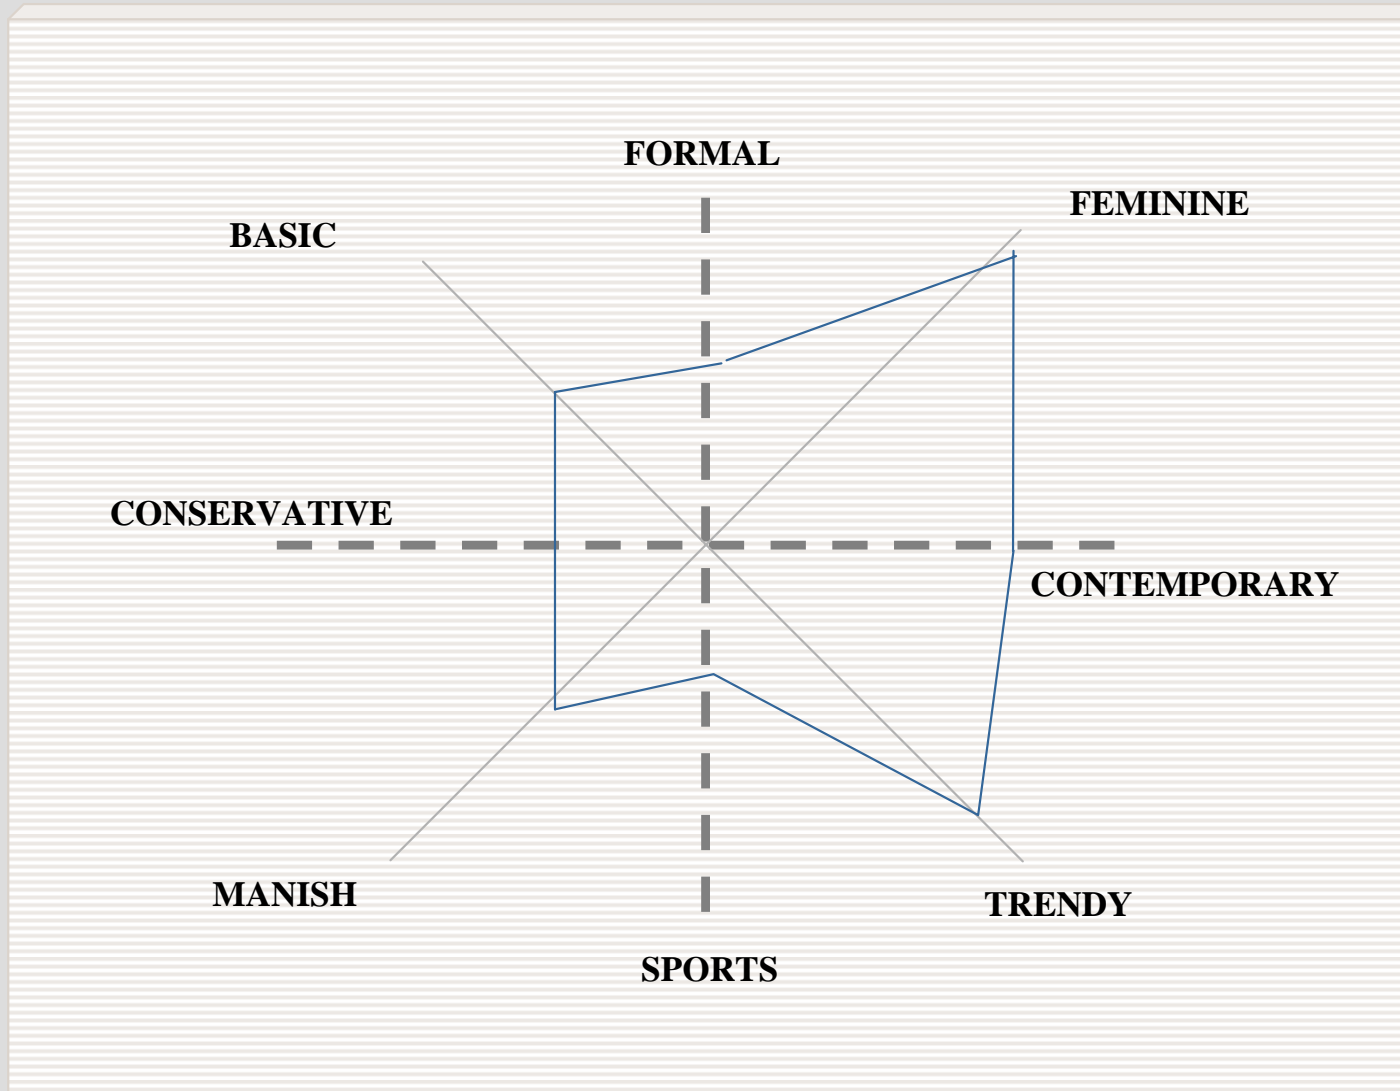 FORMAL
FEMININE
BASIC
CONSERVATIVE
CONTEMPORARY
MANISH
TRENDY
SPORTS